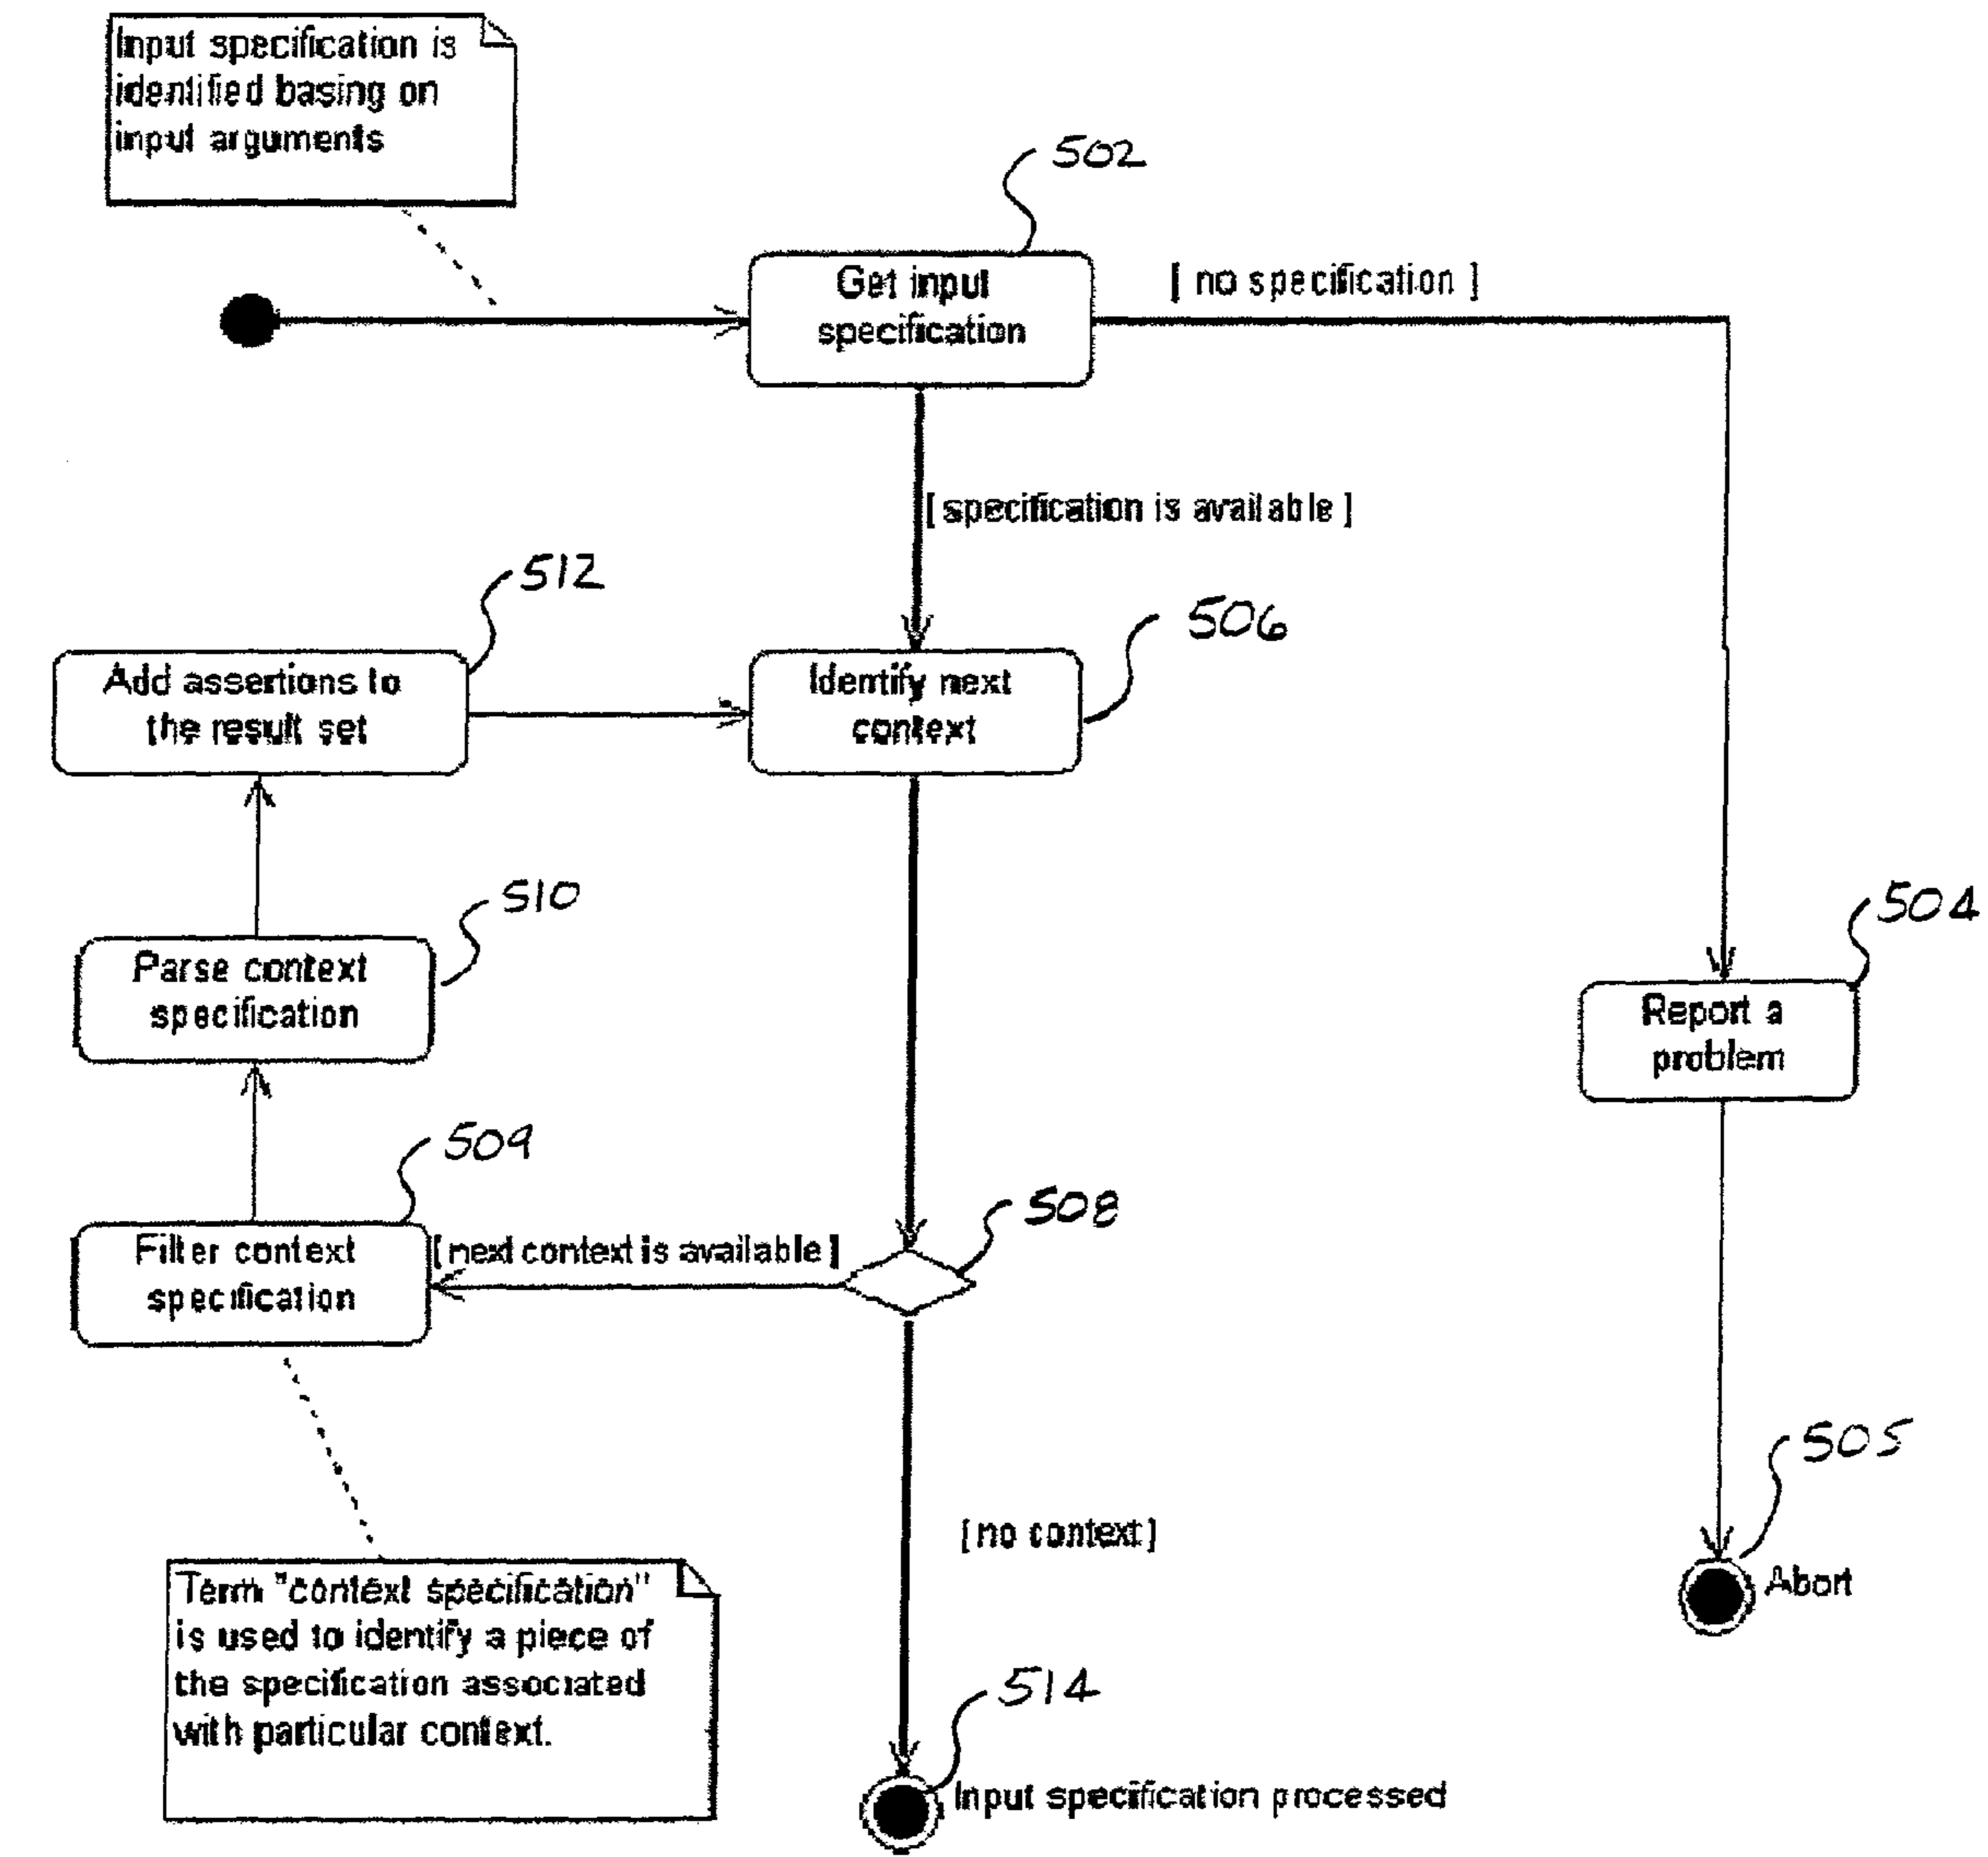 Input specification is
identified basing on
input arguments
502
Get input
specification
[ no specification ]
[ specification is available ]
512
506
Add assertions to
the result set
Identify next
context
510
504
Parse context
specification
Report a
problem
509
508
Filter context
specification
[ next context is available ]
505
[ no context ]
Abort
Term "context specification"
is used to identify a piece of
the specification associated
with particular context.
514
Input specification processed